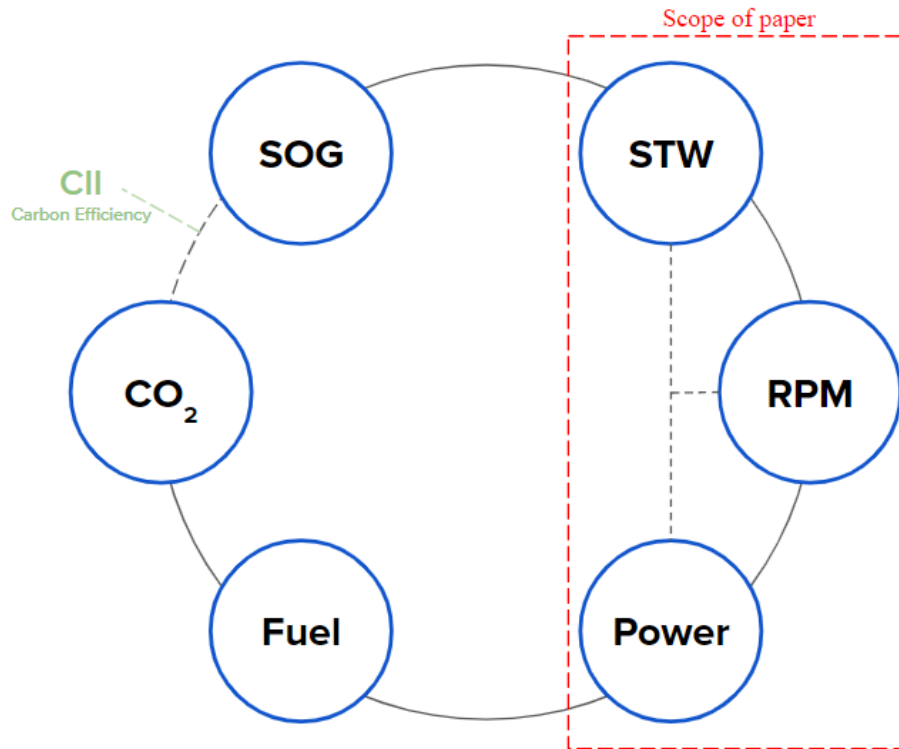 Scope of paper
SOG
STW
CII
Carbon Efficiency
CO₂
RPM
Fuel
Power